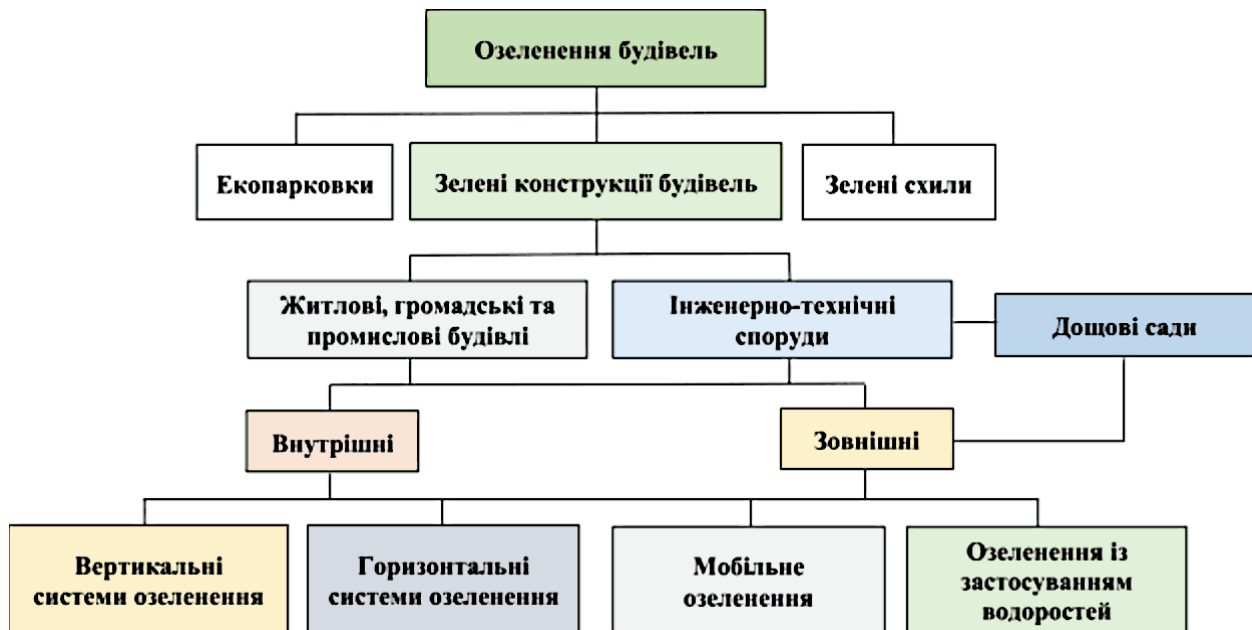 Озеленення будівель
Екопарковки
Зелені конструкції будівель
Зелені схили
Житлові, громадські та
промислові будівлі
Інженерно-технічні
споруди
Дощові сади
Внутрішні
Зовнішні
Вертикальні
системи озеленення
Горизонтальні
системи озеленення
Мобільне
озеленення
Озеленення із
застосуванням
водоростей